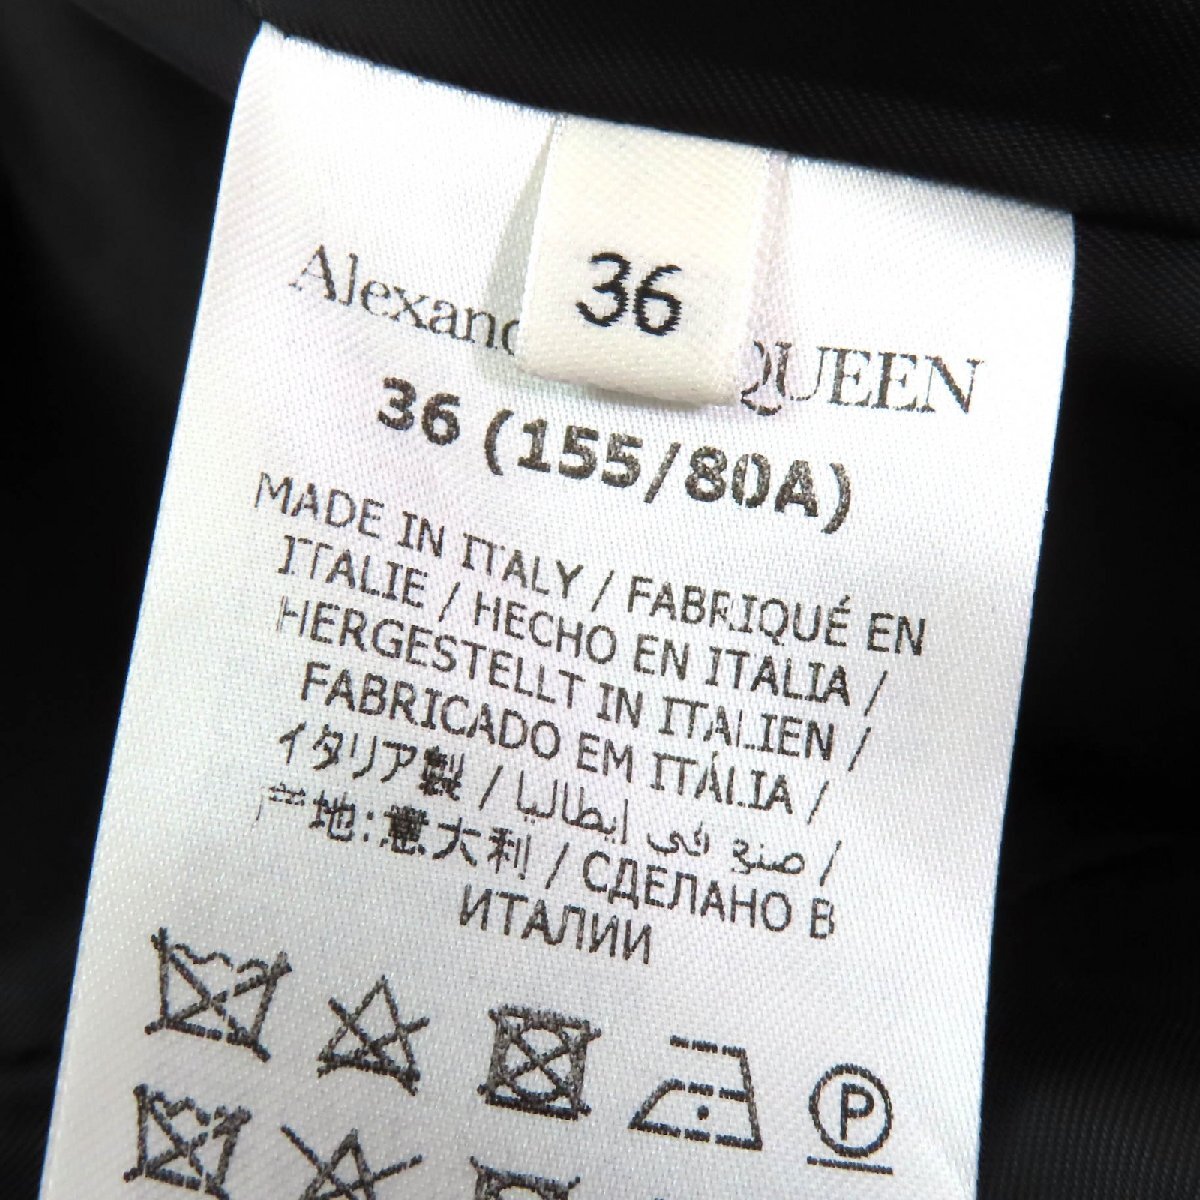 36
Alexand QUEEN
36 (155/80A)
MADE IN ITALY / FABRIQUÉ EN
ITALIE / HECHO EN ITALIA /
HERGESTELLT IN ITALIEN /
FABRICADO EM ITÁLIA /
イタリア製 / صنع في إيطاليا /
产地:意大利 / СДЕЛАНО В
ИТАЛИИ
P